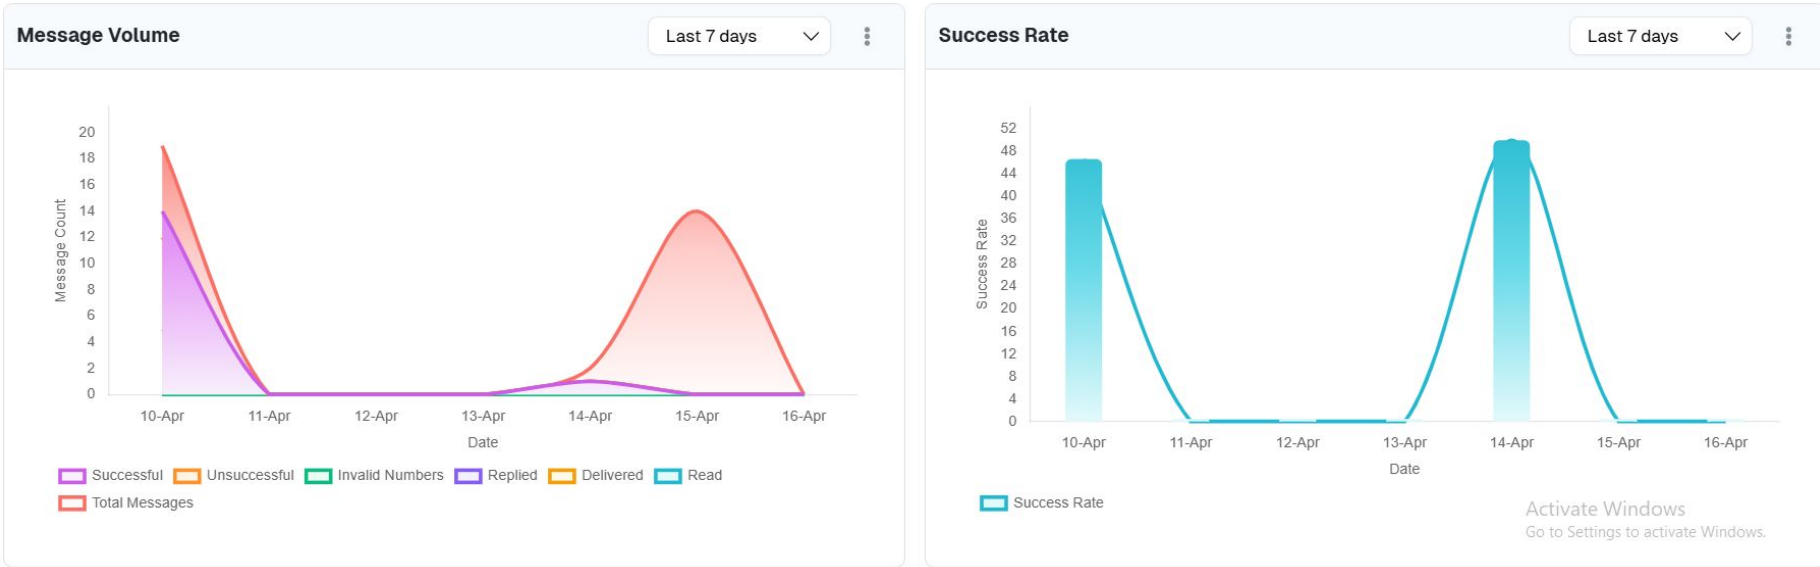 Message Volume
Last 7 days
20
18
16
14
12
10
8
6
4
2
0
Message Count
10-Apr 11-Apr 12-Apr 13-Apr 14-Apr 15-Apr 16-Apr
Date
Successful Unsuccessful Invalid Numbers Replied Delivered Read
Total Messages
Success Rate
Last 7 days
52
48
44
40
36
32
28
24
20
16
12
8
4
0
Success Rate
10-Apr 11-Apr 12-Apr 13-Apr 14-Apr 15-Apr 16-Apr
Date
Success Rate
Activate Windows
Go to Settings to activate Windows.